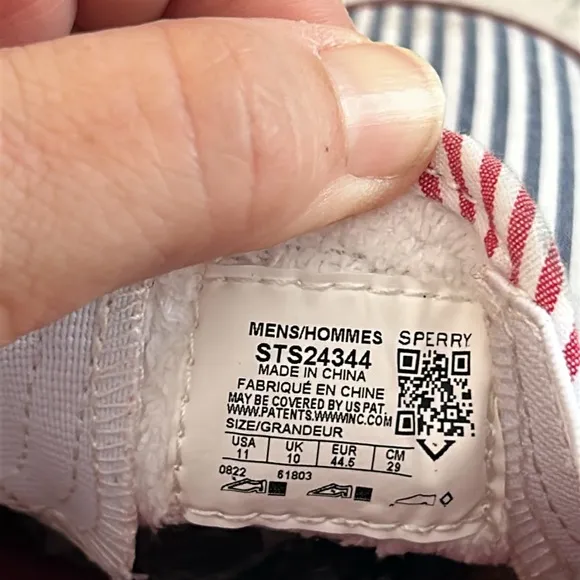 MENS/HOMMES SPERRY
STS24344
MADE IN CHINA
FABRIQUÉ EN CHINE
MAY BE COVERED BY US PAT.
WWW.PATENTS.WWWINC.COM
SIZE/GRANDEUR
USA UK EUR CM
11 10 44.5 29
0822 61803